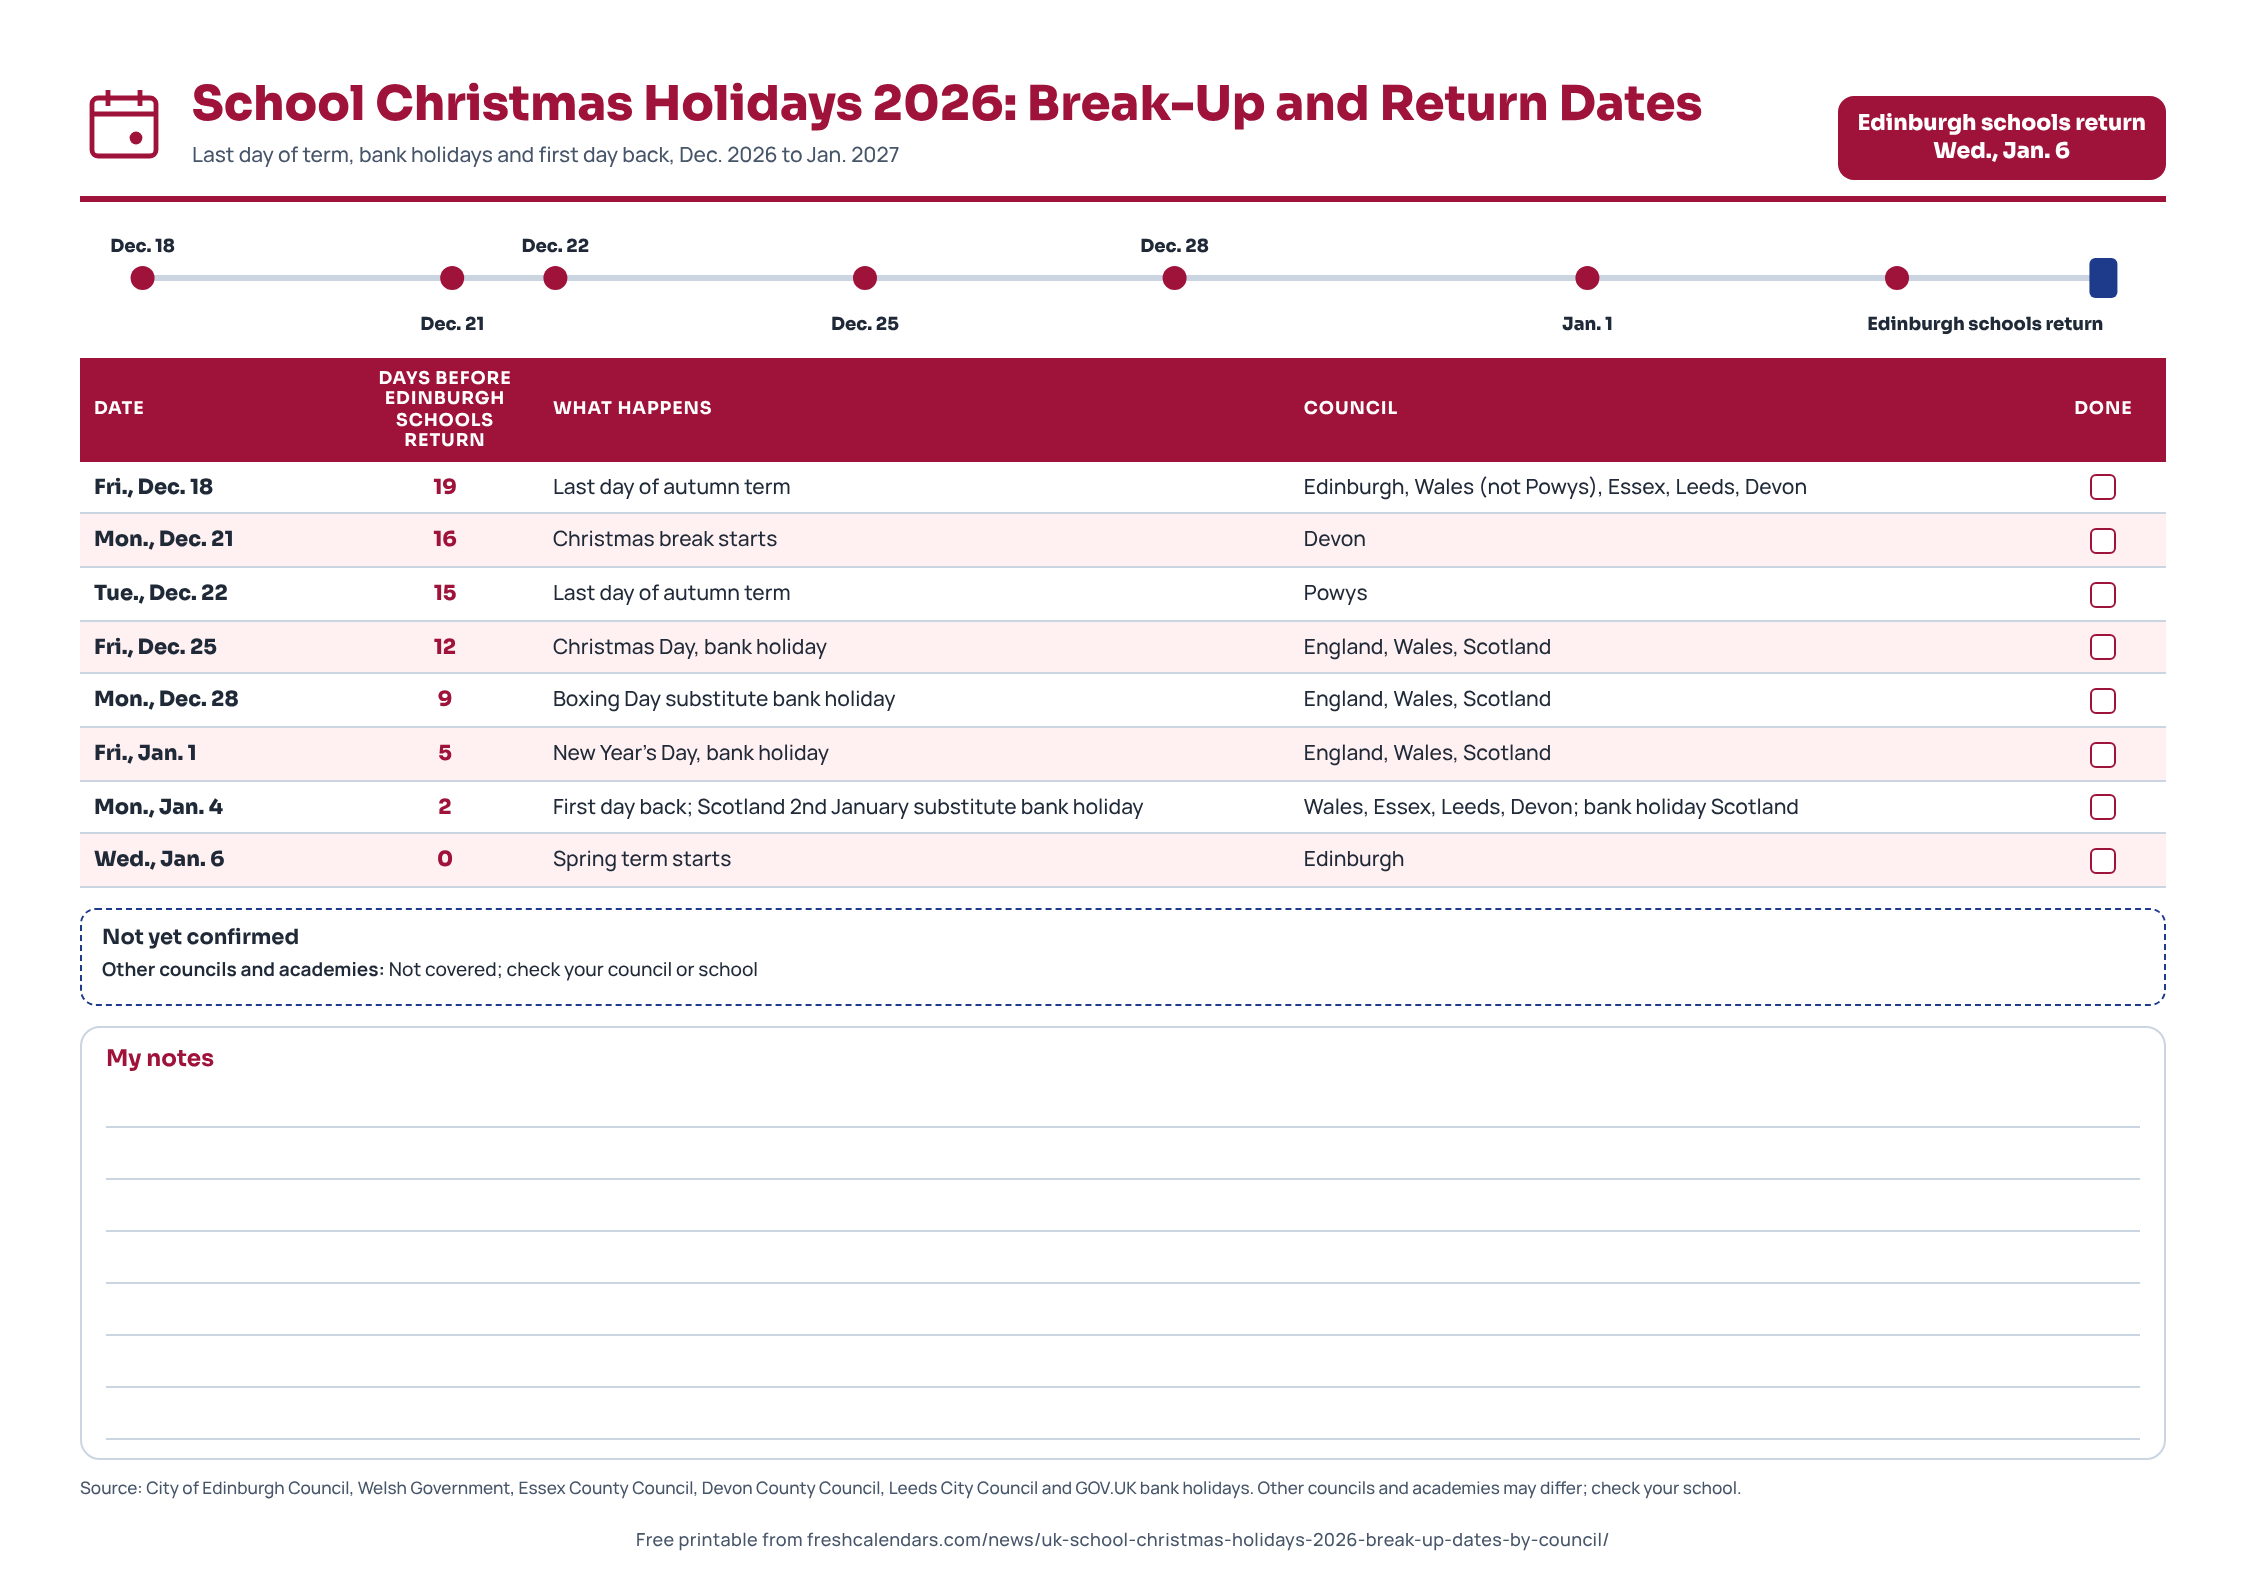 School Christmas Holidays 2026: Break-Up and Return Dates
Last day of term, bank holidays and first day back, Dec. 2026 to Jan. 2027
Edinburgh schools return
Wed., Jan. 6
Dec. 18
Dec. 22
Dec. 28
Dec. 21
Dec. 25
Jan. 1
Edinburgh schools return
DATE
DAYS BEFORE
EDINBURGH
SCHOOLS
RETURN
WHAT HAPPENS
COUNCIL
DONE
Fri., Dec. 18 19 Last day of autumn term Edinburgh, Wales (not Powys), Essex, Leeds, Devon
Mon., Dec. 21 16 Christmas break starts Devon
Tue., Dec. 22 15 Last day of autumn term Powys
Fri., Dec. 25 12 Christmas Day, bank holiday England, Wales, Scotland
Mon., Dec. 28 9 Boxing Day substitute bank holiday England, Wales, Scotland
Fri., Jan. 1 5 New Year's Day, bank holiday England, Wales, Scotland
Mon., Jan. 4 2 First day back; Scotland 2nd January substitute bank holiday Wales, Essex, Leeds, Devon; bank holiday Scotland
Wed., Jan. 6 0 Spring term starts Edinburgh
Not yet confirmed
Other councils and academies: Not covered; check your council or school
My notes
Source: City of Edinburgh Council, Welsh Government, Essex County Council, Devon County Council, Leeds City Council and GOV.UK bank holidays. Other councils and academies may differ; check your school.
Free printable from freshcalendars.com/news/uk-school-christmas-holidays-2026-break-up-dates-by-council/